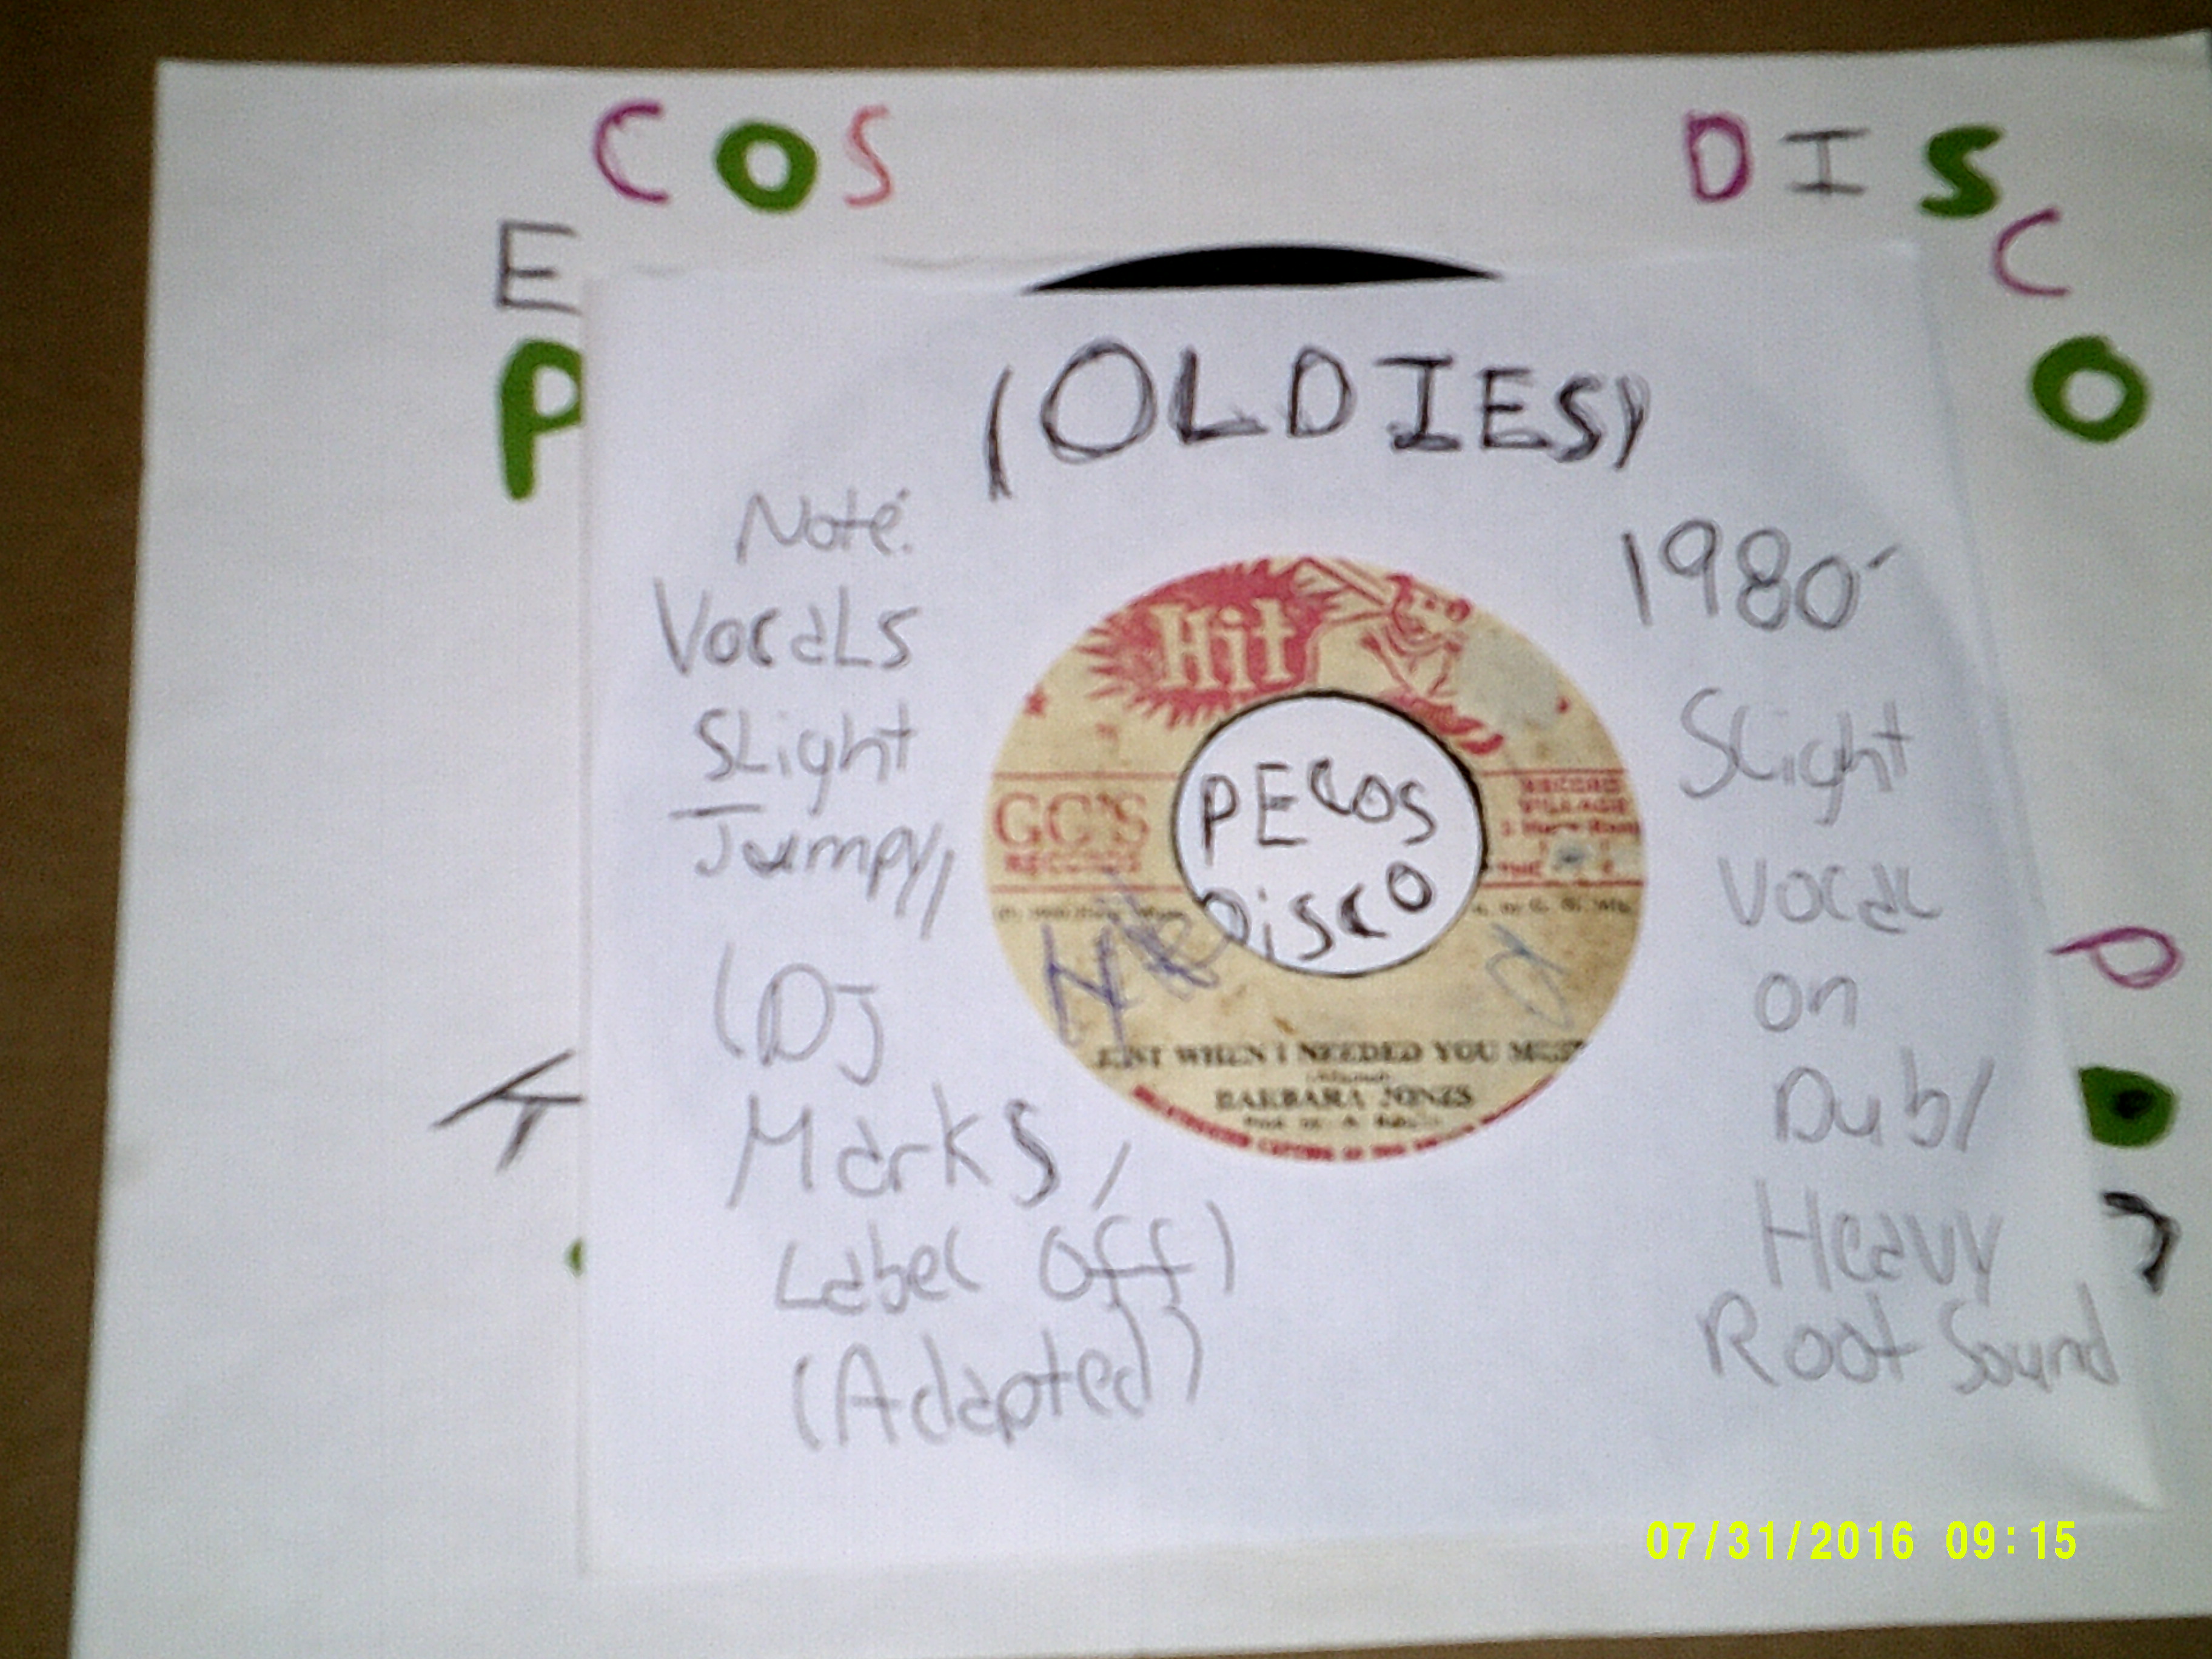 COS
DISCO
E
P
(OLDIES)
Note:
Vocals
Slight
Jumpy/
(DJ
Marks/
Label Off)
(Adapted)
1980'
Slight
Vocal
on
Dub/
Heavy
Root Sound
Hit
GG'S
RECORDS
RECORD
VILLAGE
PECOS
DISCO
JUST WHEN I NEEDED YOU MOST
BARBARA JONES
P
07/31/2016 09:15